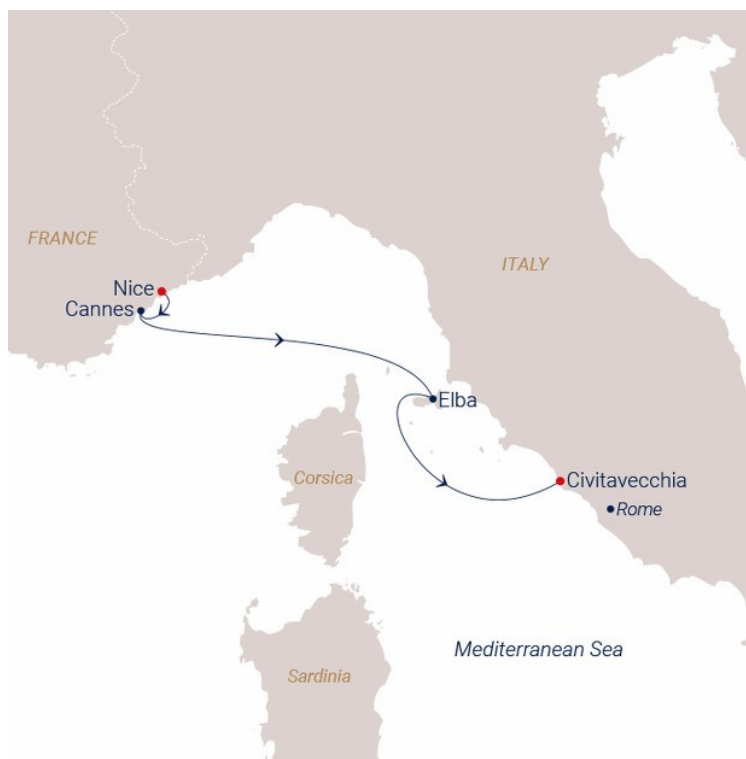 FRANCE
ITALY
Nice
Cannes
Elba
Corsica
Civitavecchia
Rome
Mediterranean Sea
Sardinia